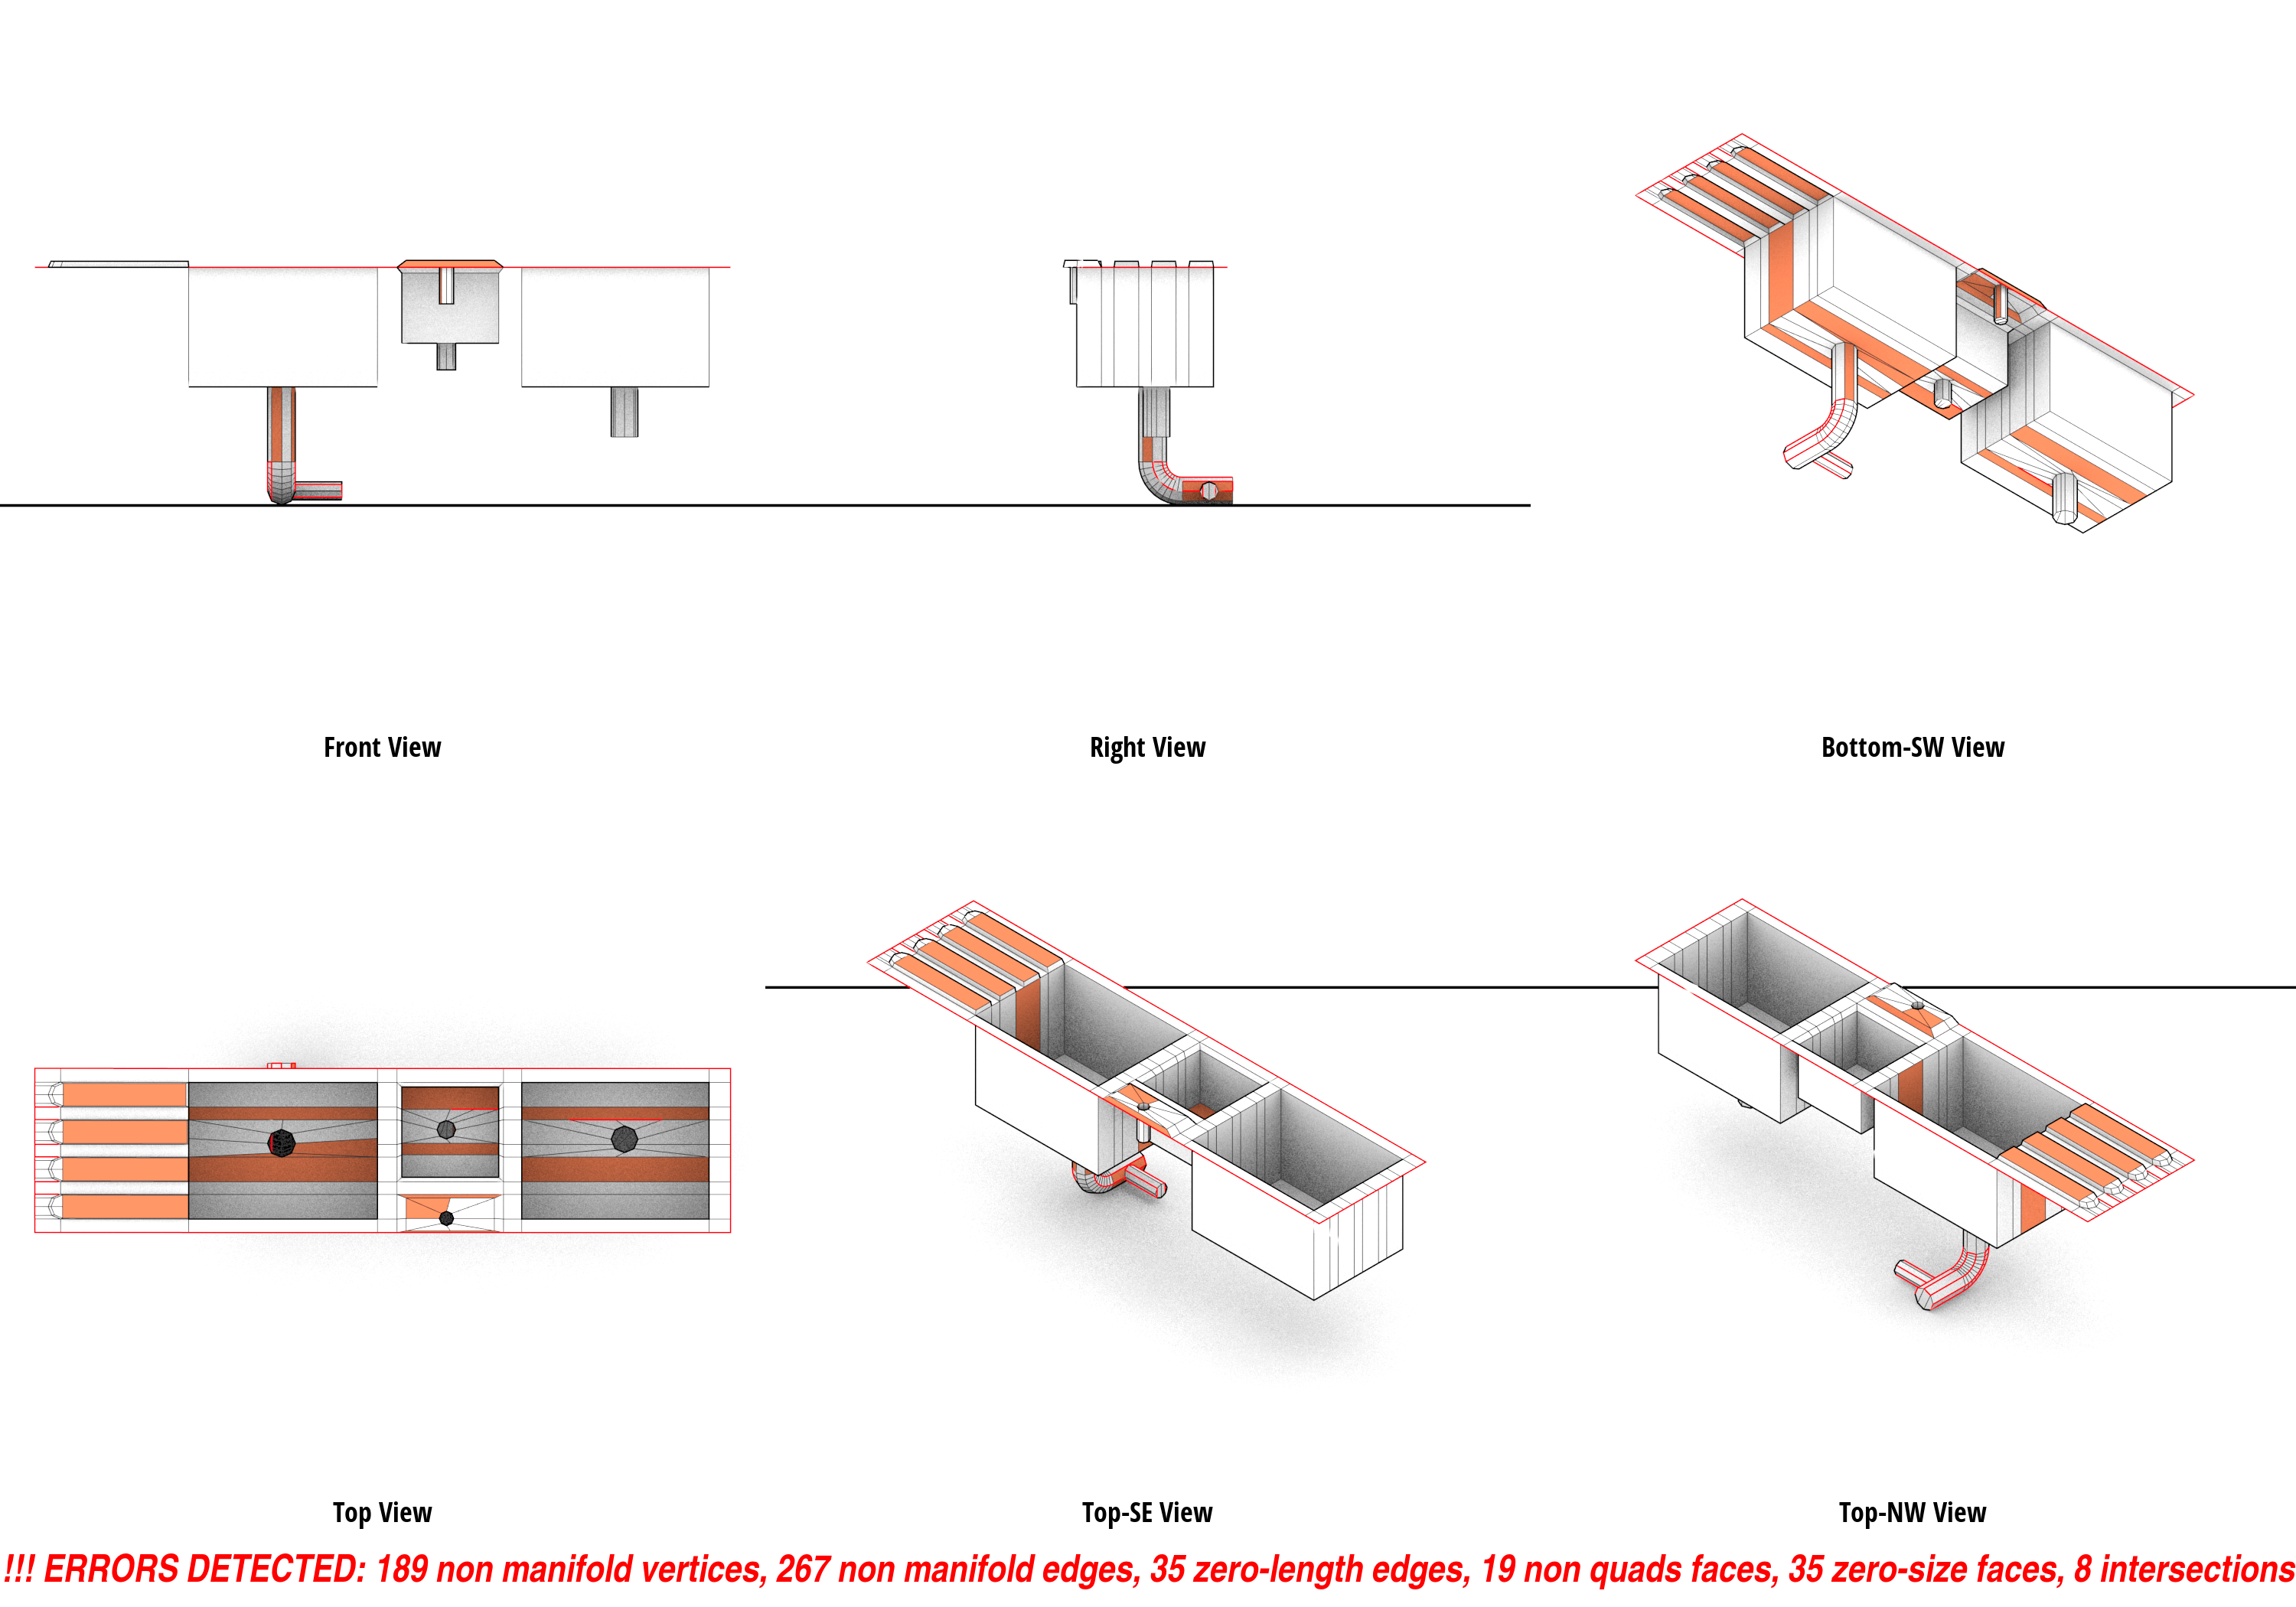 Front View
Right View
Bottom-SW View
Top View
Top-SE View
Top-NW View
!!! ERRORS DETECTED: 189 non manifold vertices, 267 non manifold edges, 35 zero-length edges, 19 non quads faces, 35 zero-size faces, 8 intersections